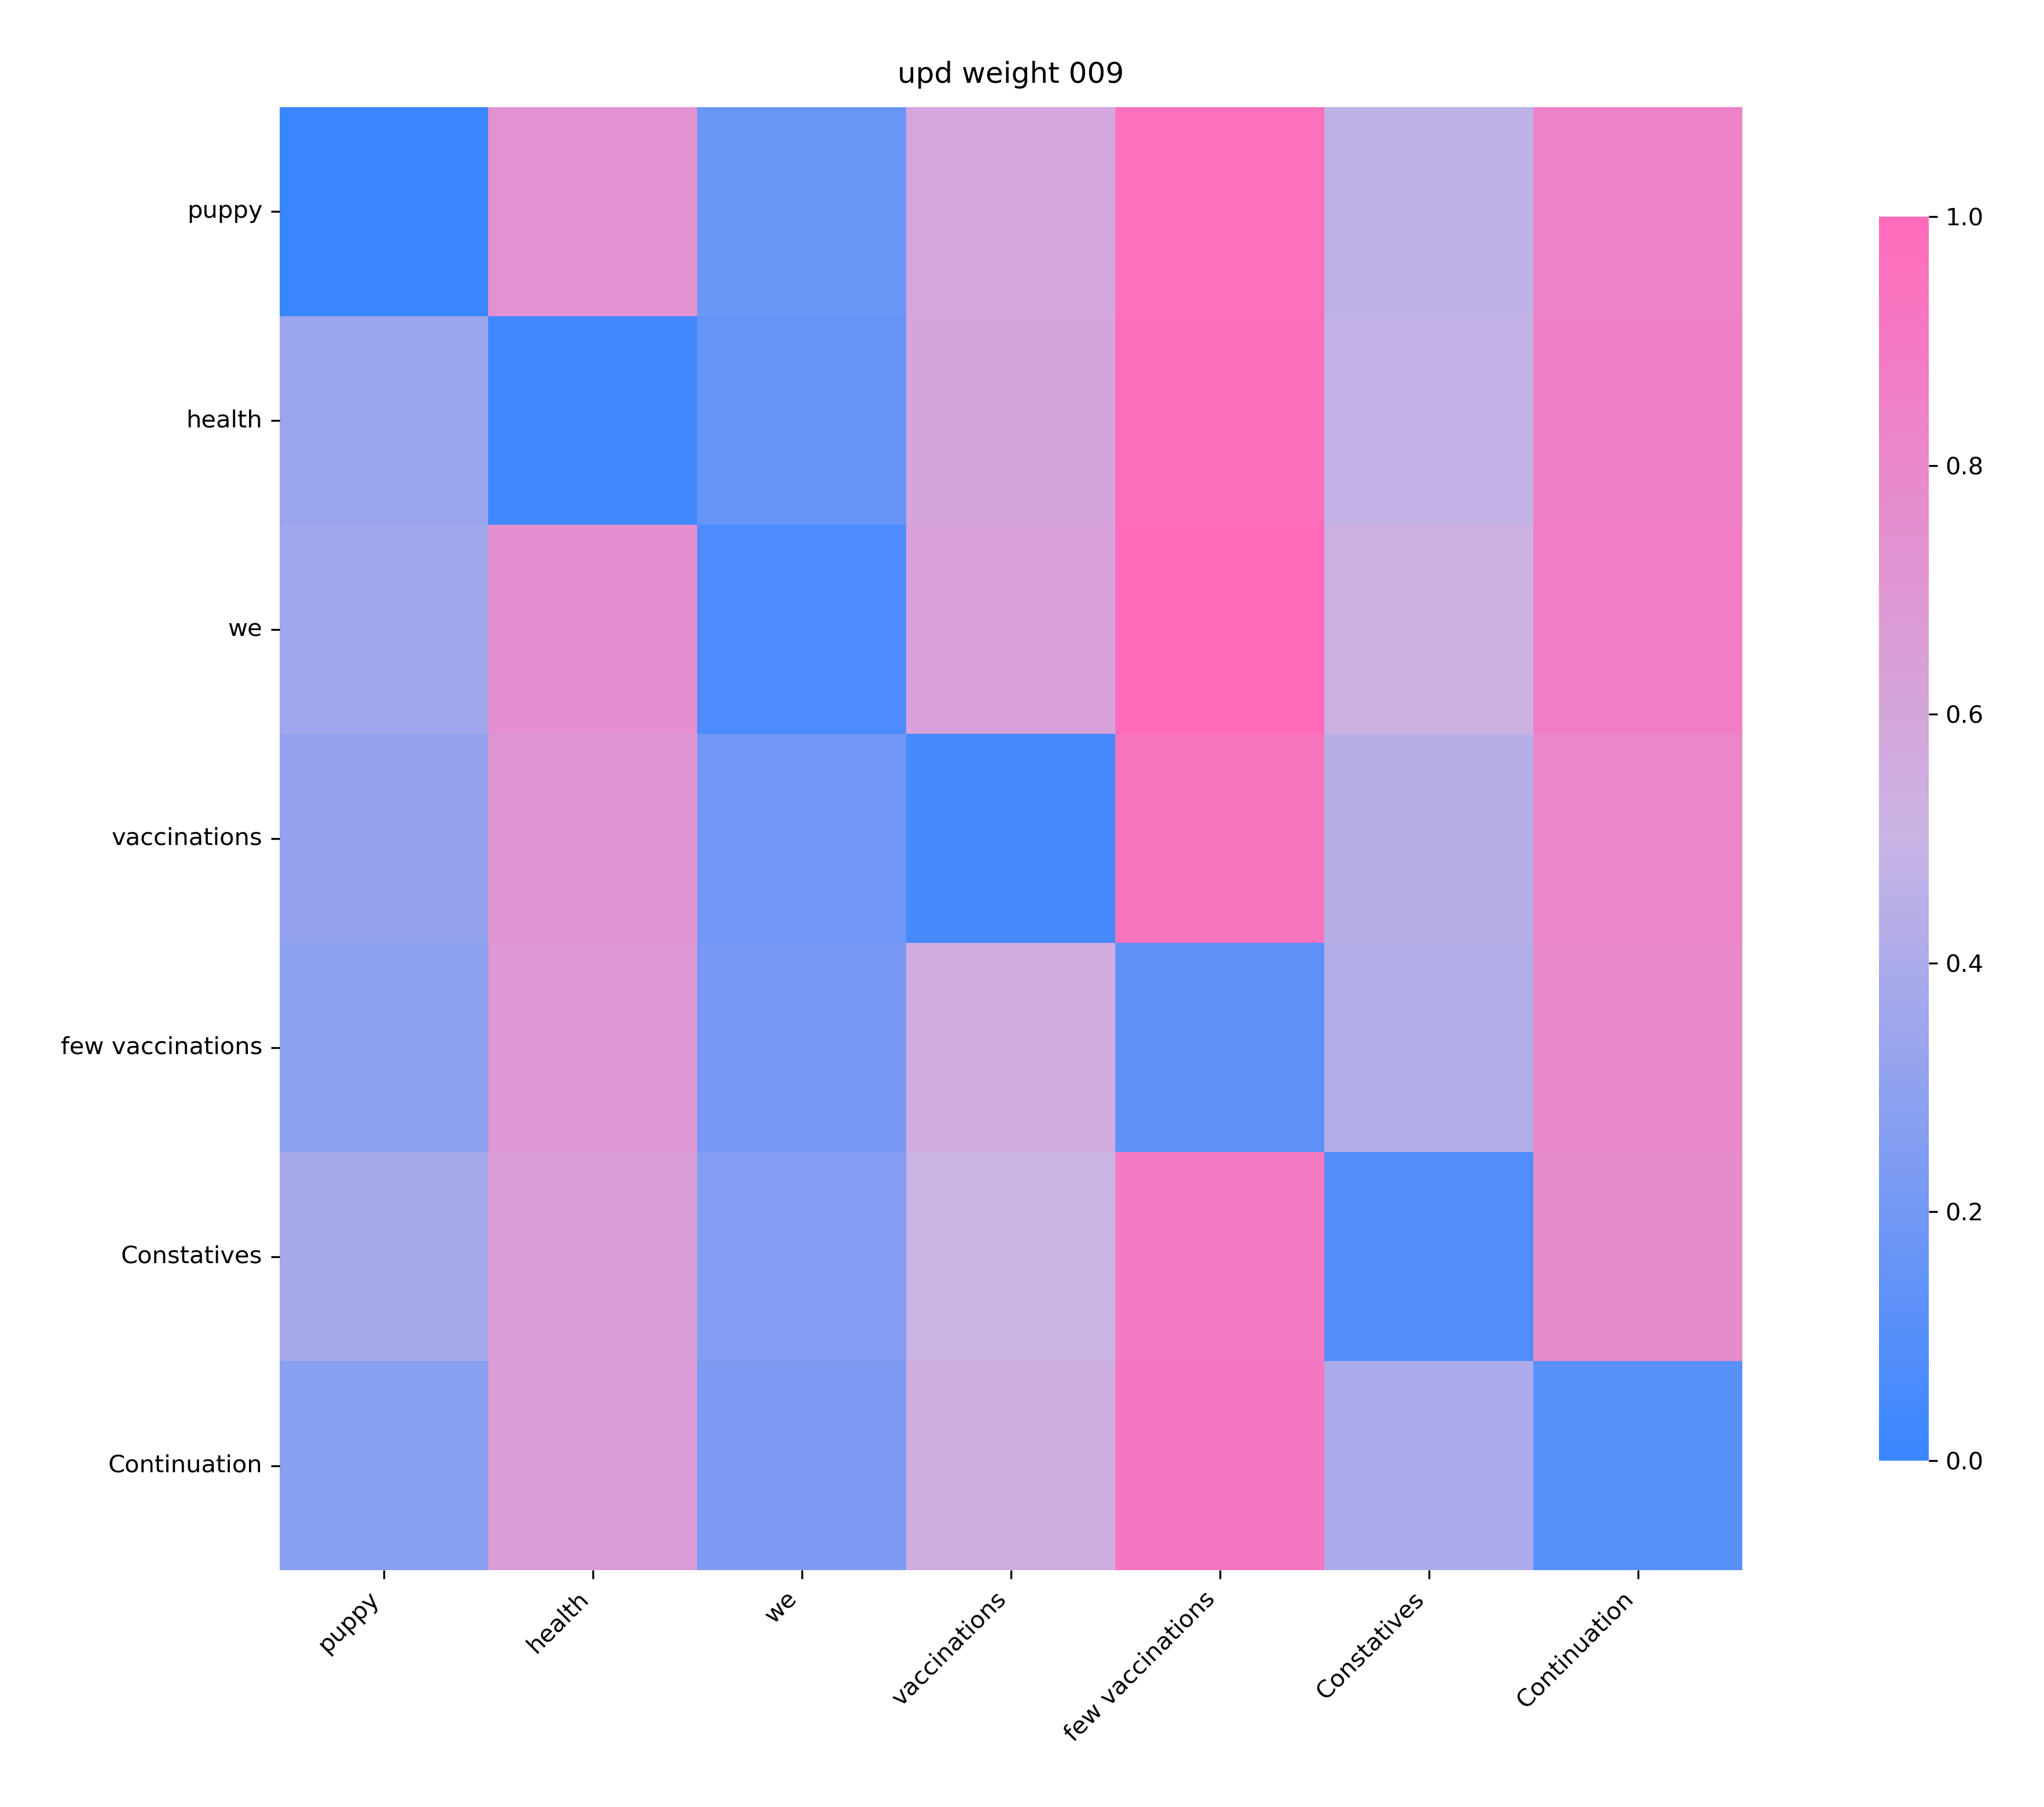 upd weight 009
puppy
health
we
vaccinations
few vaccinations
Constatives
Continuation
puppy
health
we
vaccinations
few vaccinations
Constatives
Continuation
1.0
0.8
0.6
0.4
0.2
0.0